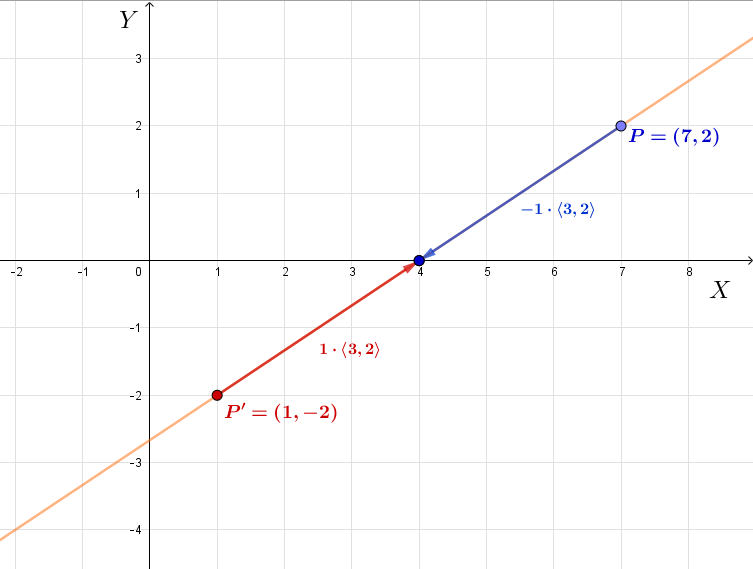 Y
3
2
P = (7, 2)
1
−1 · ⟨3, 2⟩
-2 -1 0 1 2 3 4 5 6 7 8
X
-1
1 · ⟨3, 2⟩
-2
P′ = (1, −2)
-3
-4